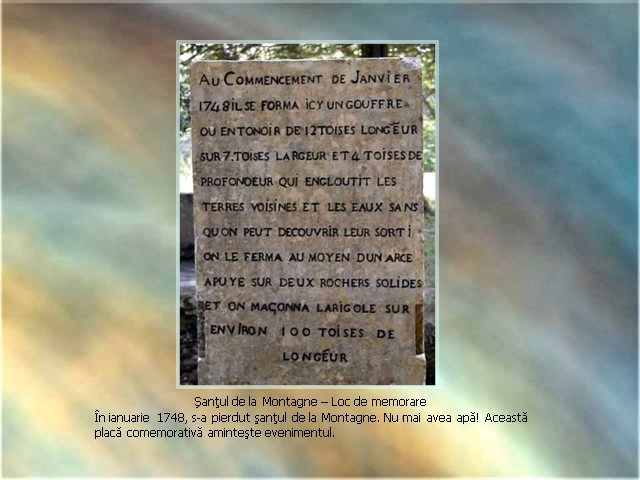 AU COMMENCEMENT DE JANVIER
1748 IL SE FORMA ICY UN GOUFFRE
OU ENTONOIR DE 12 TOISES LONGEUR
SUR 7. TOISES LARGEUR ET 4 TOISES DE
PROFONDEUR QUI ENGLOUTIT LES
TERRES VOISINES ET LES EAUX SANS
QU ON PEUT DECOUVRIR LEUR SORTI
ON LE FERMA AU MOYEN DUN ARCE
APUYE SUR DEUX ROCHERS SOLIDES
ET ON MAÇONNA LARIGOLE SUR
ENVIRON 100 TOISES DE
LONGEUR
Şanţul de la Montagne – Loc de memorare
În ianuarie 1748, s-a pierdut şanţul de la Montagne. Nu mai avea apă! Această
placă comemorativă aminteşte evenimentul.